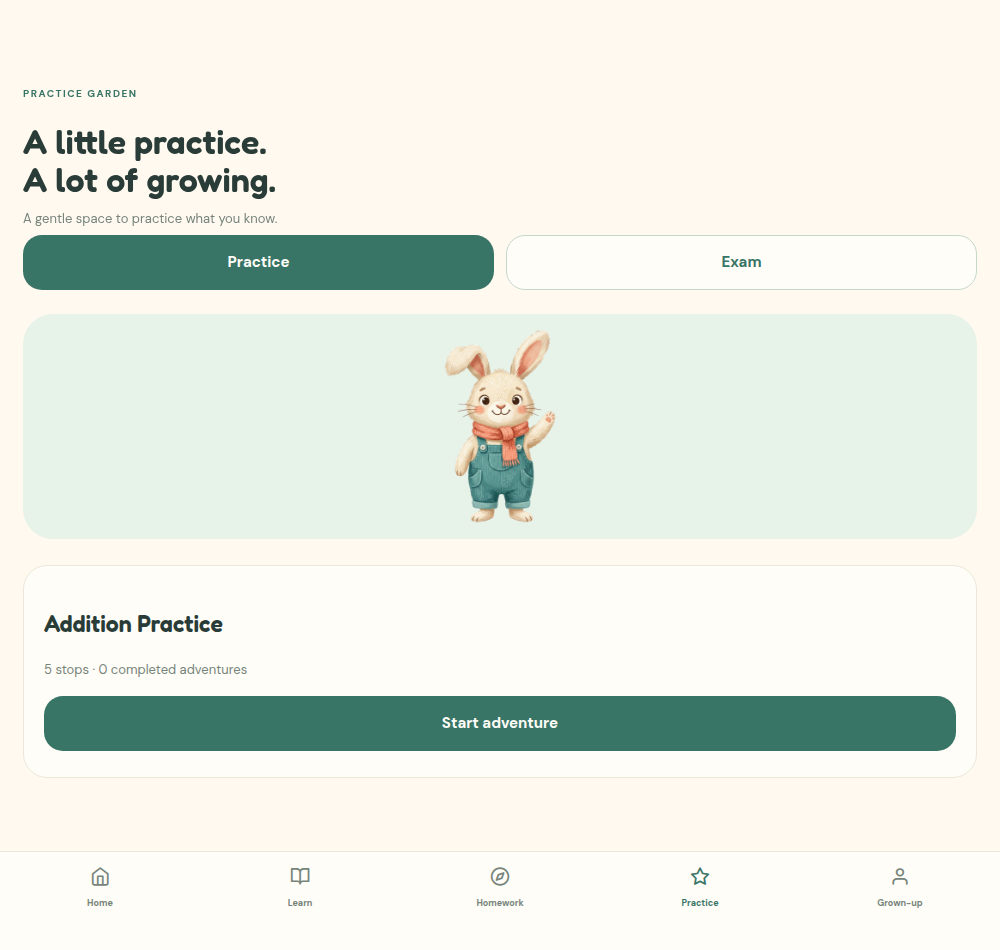 PRACTICE GARDEN
A little practice.
A lot of growing.
A gentle space to practice what you know.
Practice
Exam
Addition Practice
5 stops · 0 completed adventures
Start adventure
Home
Learn
Homework
Practice
Grown-up